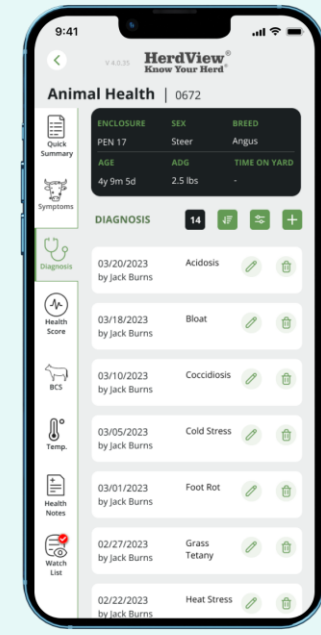 9:41
V 4.0.35
HerdView®
Know Your Herd®
Animal Health | 0672
Quick
Summary
Symptoms
Diagnosis
Health
Score
BCS
Temp.
Health
Notes
Watch
List
ENCLOSURE SEX BREED
PEN 17 Steer Angus
AGE ADG TIME ON YARD
4y 9m 5d 2.5 lbs -
DIAGNOSIS 14
03/20/2023 Acidosis
by Jack Burns
03/18/2023 Bloat
by Jack Burns
03/10/2023 Coccidiosis
by Jack Burns
03/05/2023 Cold Stress
by Jack Burns
03/01/2023 Foot Rot
by Jack Burns
02/27/2023 Grass
by Jack Burns Tetany
02/22/2023 Heat Stress
by Jack Burns